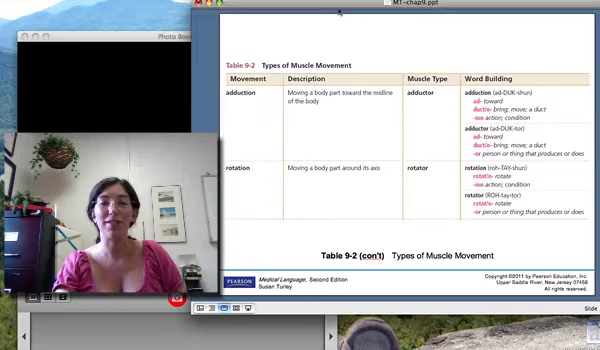 MT-chap9.ppt
Photo Boo
Table 9-2 Types of Muscle Movement
Movement Description Muscle Type Word Building
adduction Moving a body part toward the midline adductor adduction (ad-DUK-shun)
of the body ad- toward
duct/o- bring; move; a duct
-ion action; condition
adductor (ad-DUK-tor)
ad- toward
duct/o- bring; move; a duct
-or person or thing that produces or does
rotation Moving a body part around its axis rotator rotation (roh-TAY-shun)
rotat/o- rotate
-ion action; condition
rotator (ROH-tay-tor)
rotat/o- rotate
-or person or thing that produces or does
Table 9-2 (con't) Types of Muscle Movement
PEARSON
Medical Language, Second Edition
Susan Turley
Copyright ©2011 by Pearson Education, Inc.
Upper Saddle River, New Jersey 07458
All rights reserved.
Slide